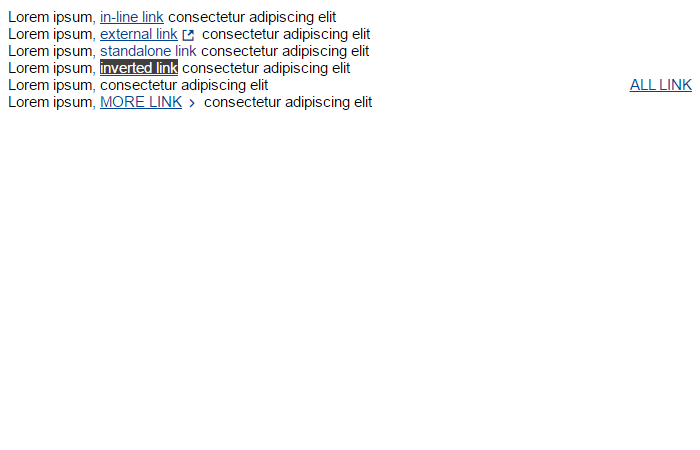 Lorem ipsum, in-line link consectetur adipiscing elit
Lorem ipsum, external link consectetur adipiscing elit
Lorem ipsum, standalone link consectetur adipiscing elit
Lorem ipsum, inverted link consectetur adipiscing elit
Lorem ipsum, consectetur adipiscing elit ALL LINK
Lorem ipsum, MORE LINK consectetur adipiscing elit